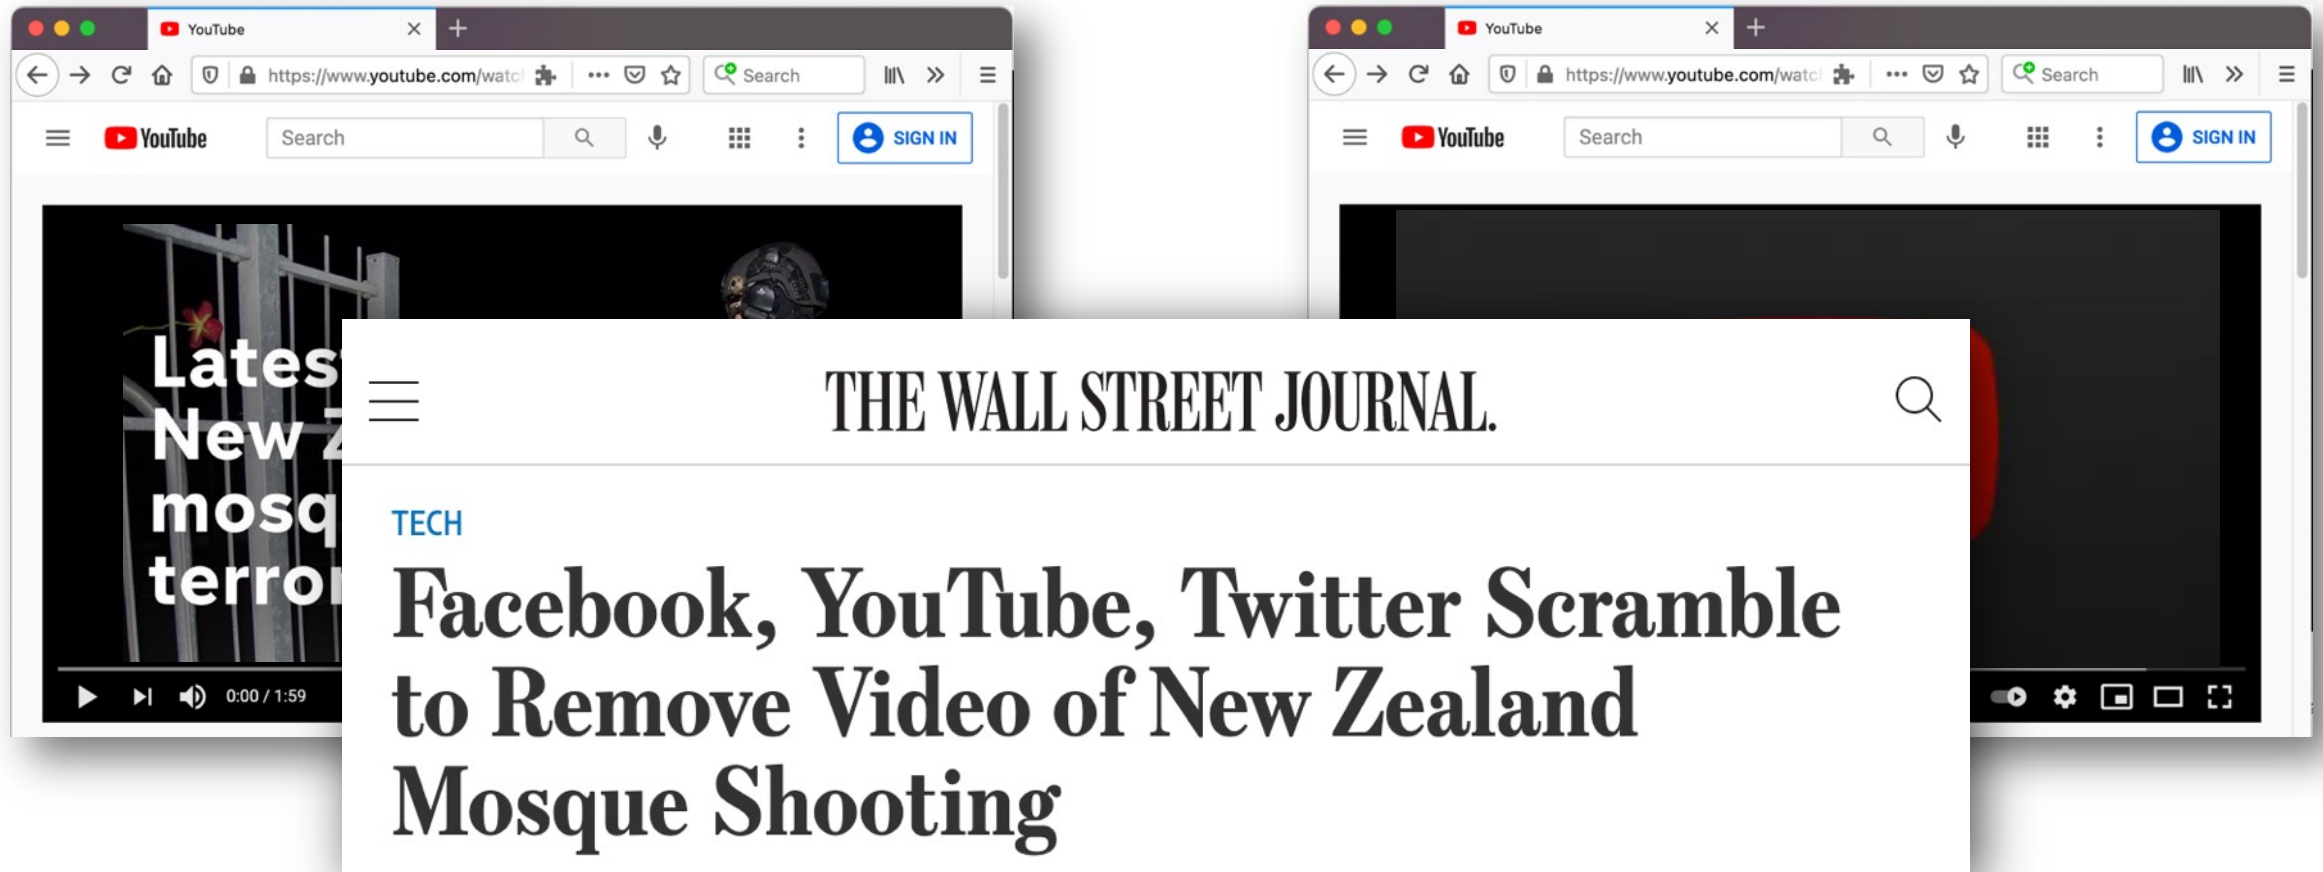 YouTube
https://www.youtube.com/watc
Search
YouTube
Search
SIGN IN
Lates
New Z
mosq
terror
0:00 / 1:59
YouTube
https://www.youtube.com/watc
Search
YouTube
Search
SIGN IN
THE WALL STREET JOURNAL.
TECH
Facebook, YouTube, Twitter Scramble
to Remove Video of New Zealand
Mosque Shooting